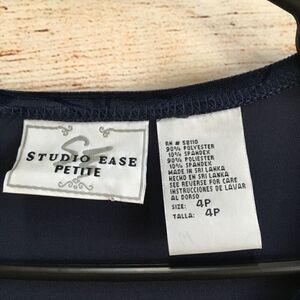 STUDIO EASE
PETITE
RN # 58110
90% POLYESTER
10% SPANDEX
90% POLIESTER
10% SPANDEX
MADE IN SRI LANKA
HECHO EN SRI LANKA
SEE REVERSE FOR CARE
INSTRUCCIONES DE LAVAR
AL DORSO
SIZE: 4P
TALLA: 4P